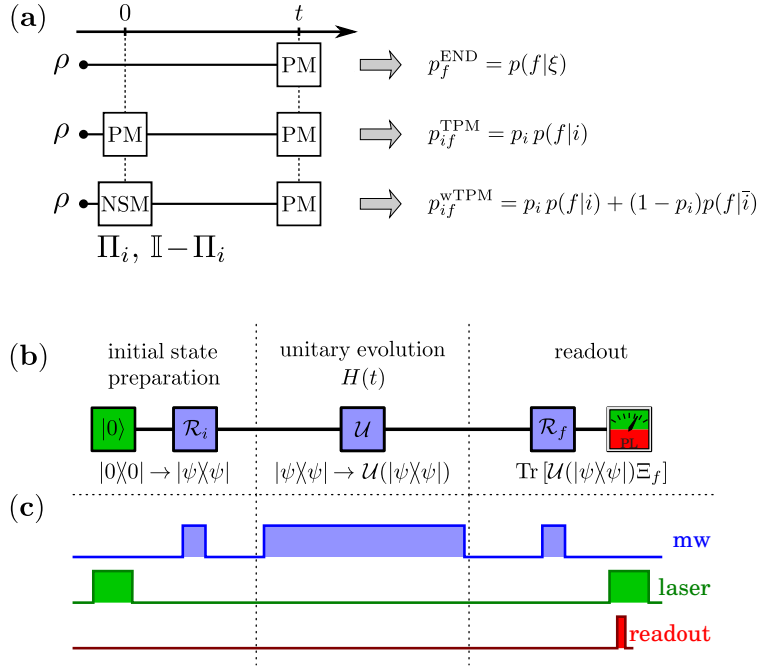 (a)
0 t
ρ PM p_f^END = p(f|ξ)
ρ PM PM p_if^TPM = p_i p(f|i)
ρ NSM PM p_if^wTPM = p_i p(f|i) + (1 − p_i)p(f|i̅)
Π_i, 𝕀−Π_i
(b)
initial state preparation
unitary evolution H(t)
readout
|0⟩ ℛ_i 𝒰 ℛ_f PL
|0⟩⟨0| → |ψ⟩⟨ψ| |ψ⟩⟨ψ| → 𝒰(|ψ⟩⟨ψ|) Tr [𝒰(|ψ⟩⟨ψ|)Ξ_f]
(c)
mw
laser
readout